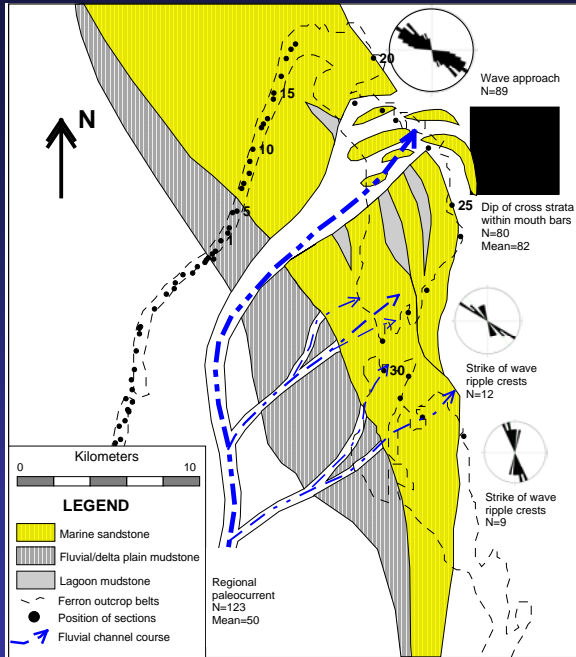 20
15
N
10
5
1
30
25
Wave approach
N=89
Dip of cross strata
within mouth bars
N=80
Mean=82
Strike of wave
ripple crests
N=12
Strike of wave
ripple crests
N=9
Regional
paleocurrent
N=123
Mean=50
Kilometers
0 10
LEGEND
Marine sandstone
Fluvial/delta plain mudstone
Lagoon mudstone
Ferron outcrop belts
Position of sections
Fluvial channel course